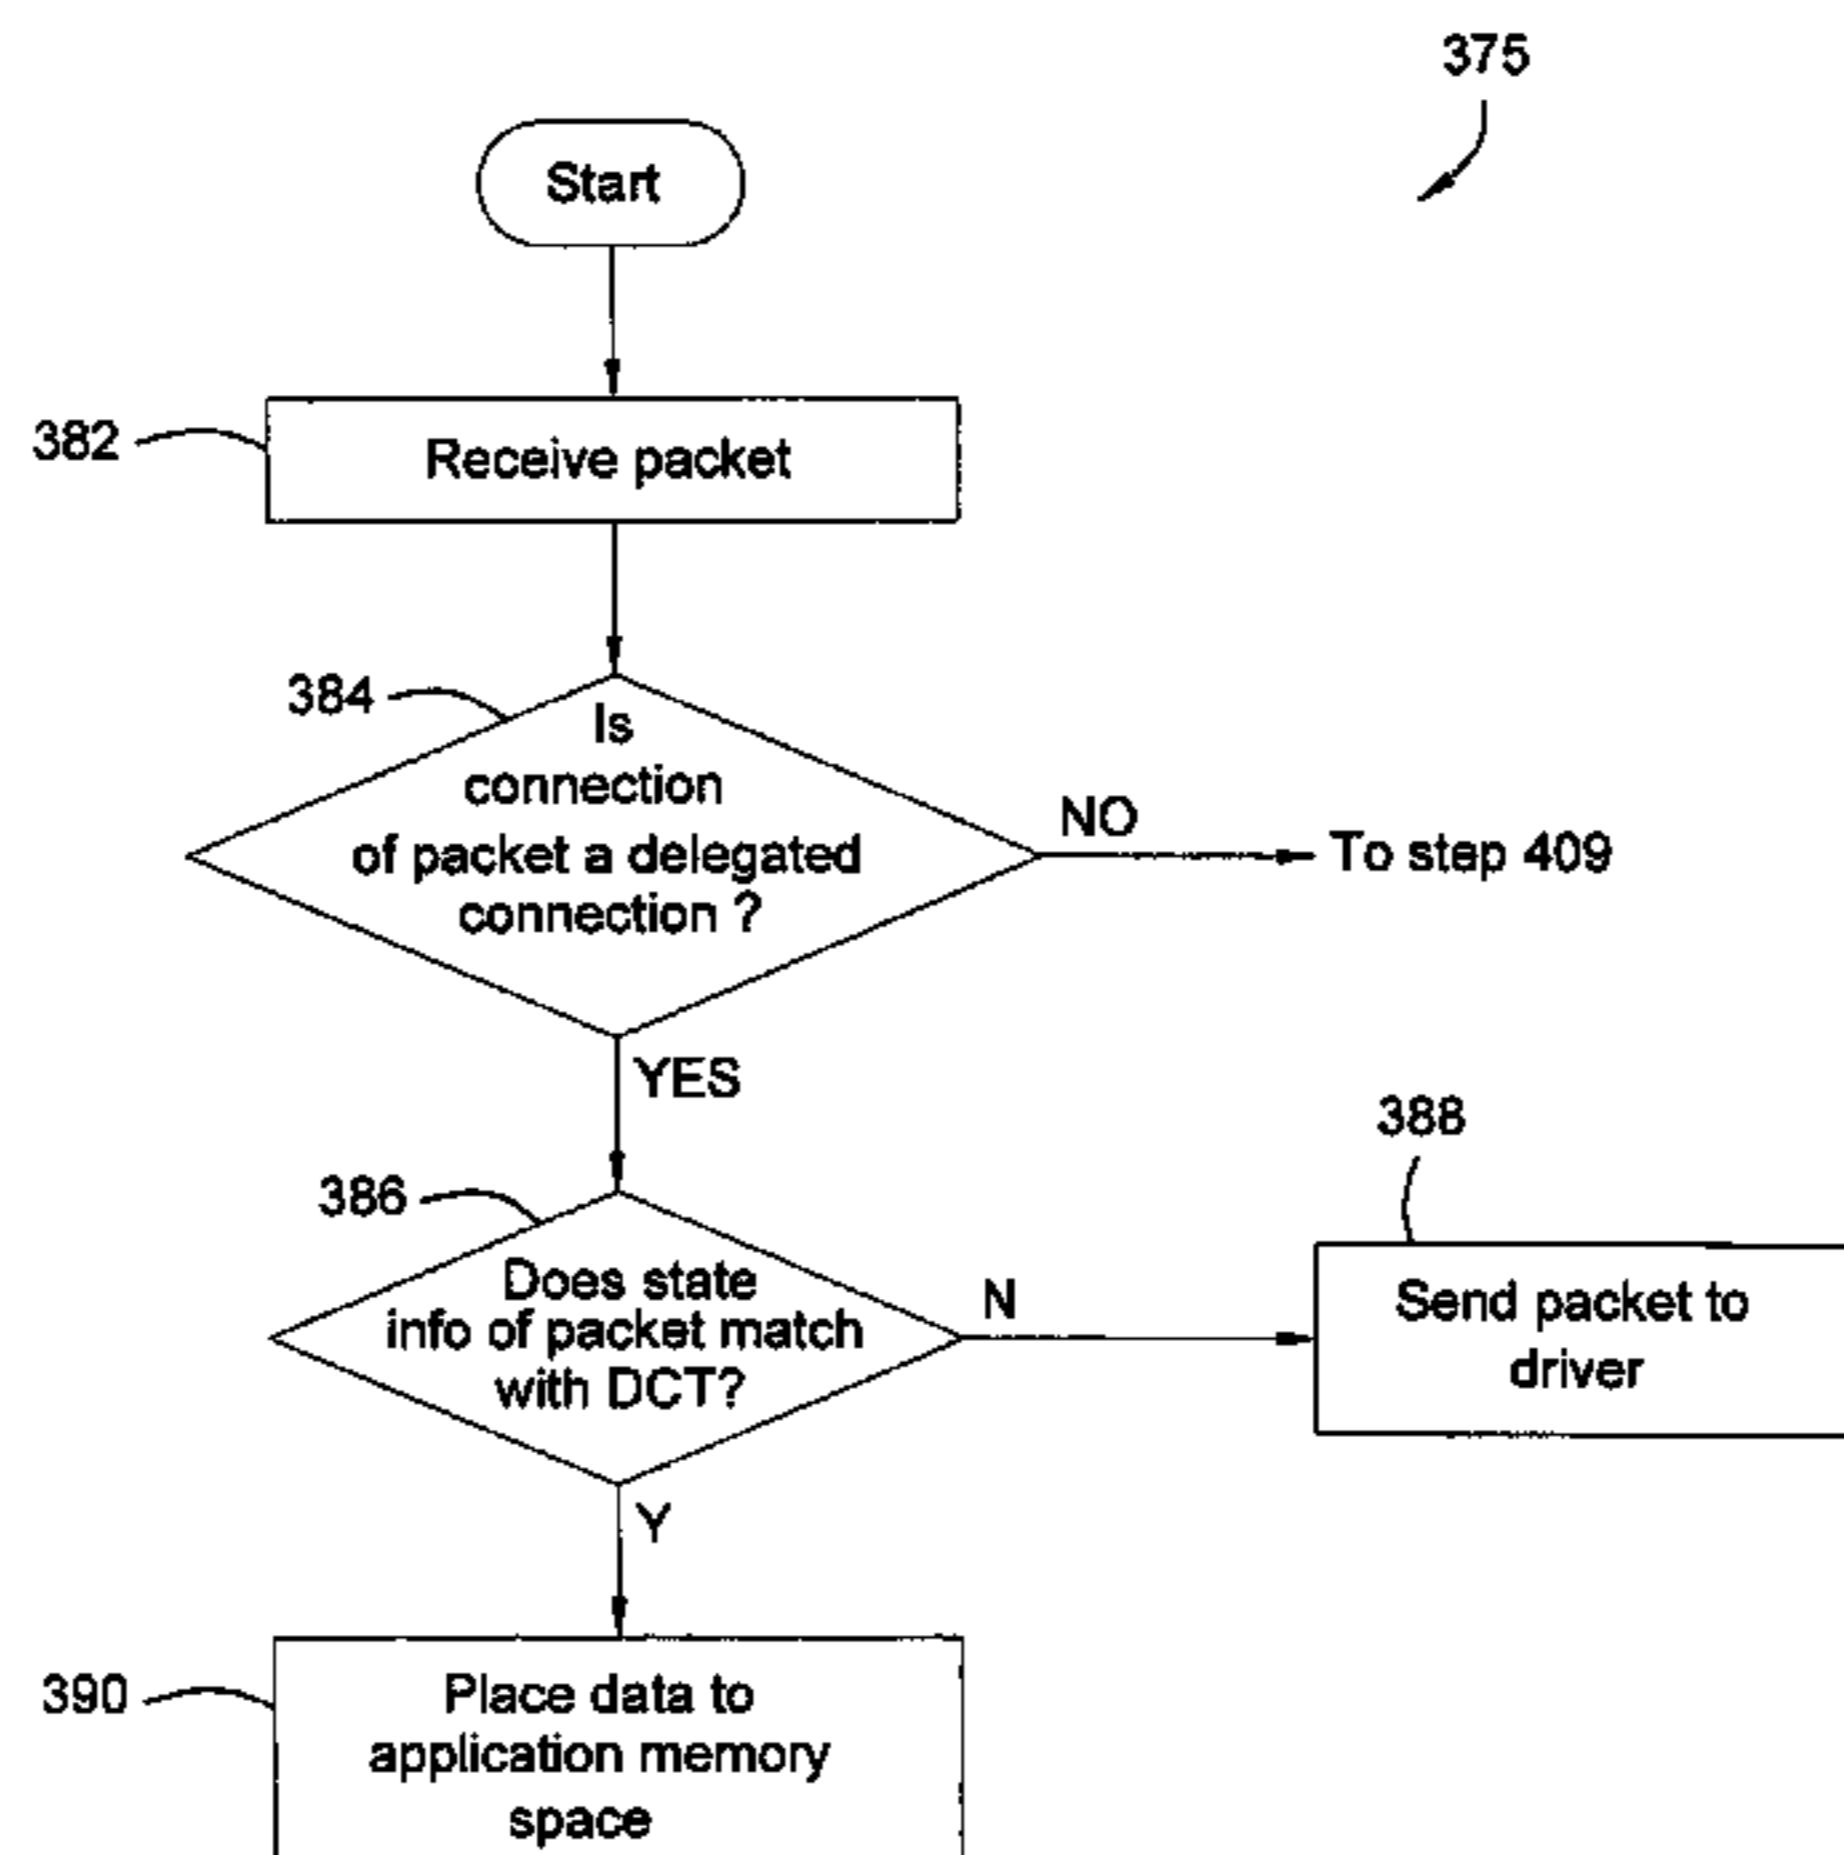 375
Start
382
Receive packet
384
Is
connection
of packet a delegated
connection ?
NO
To step 409
YES
388
386
Does state
info of packet match
with DCT?
N
Send packet to
driver
Y
390
Place data to
application memory
space